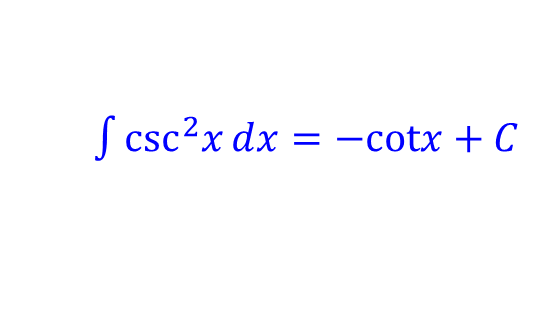 ∫ csc²x dx = −cotx + C